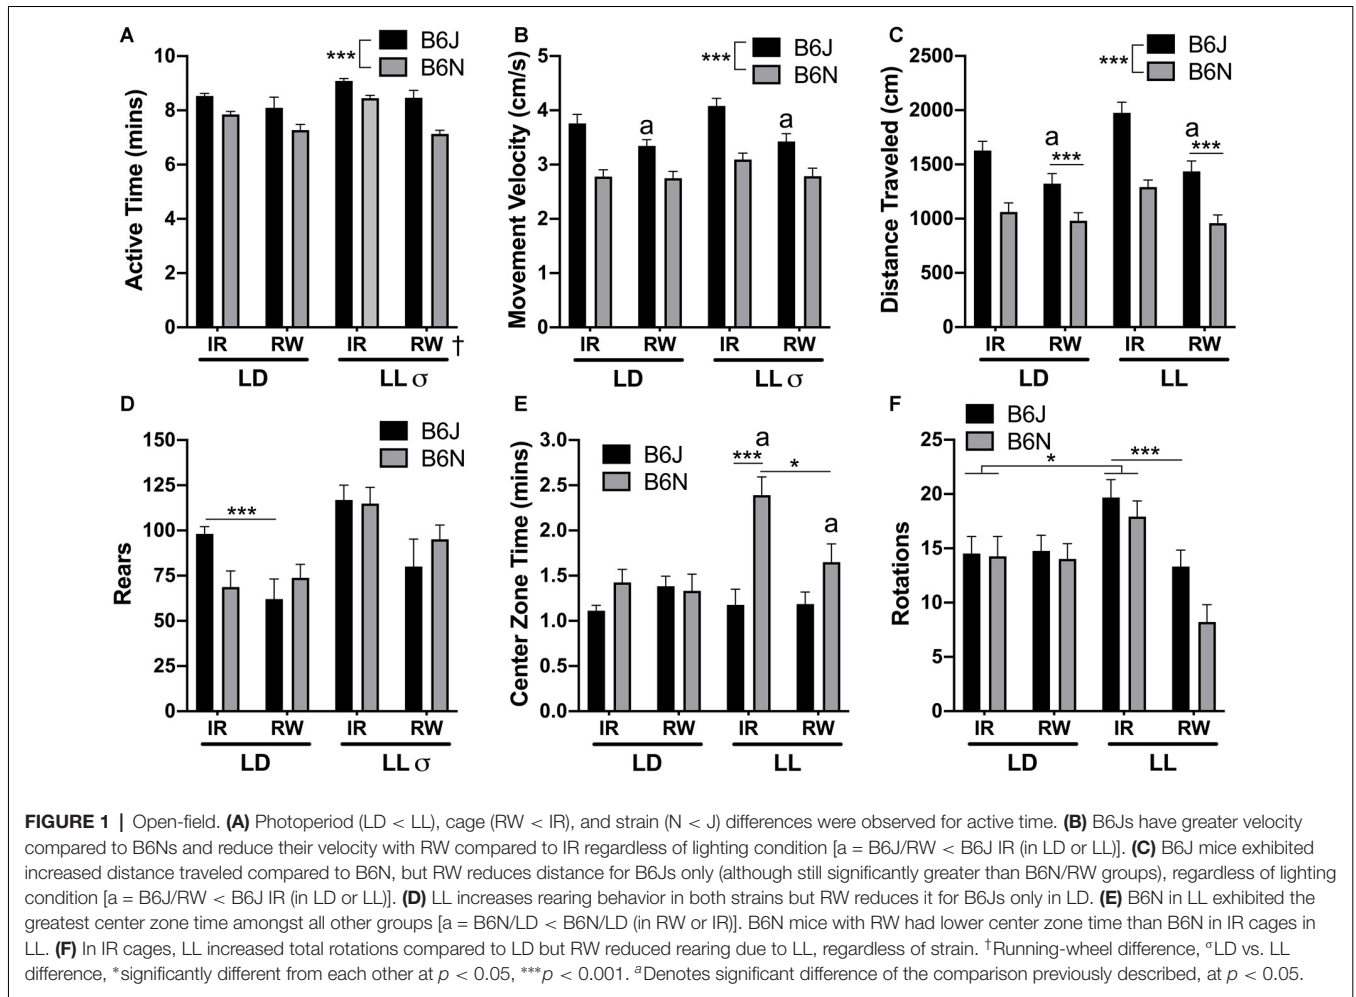 A
B6J
B6N
***
Active Time (mins)
10
8
6
4
2
0
IR RW IR RW †
LD LL σ
B
B6J
B6N
***
Movement Velocity (cm/s)
5
4
3
2
1
0
a
a
IR RW IR RW
LD LL σ
C
B6J
B6N
***
Distance Traveled (cm)
2500
2000
1500
1000
500
0
a
***
a
***
IR RW IR RW
LD LL
D
B6J
B6N
Rears
150
125
100
75
50
25
0
***
IR RW IR RW
LD LL σ
E
B6J
B6N
Center Zone Time (mins)
3.0
2.5
2.0
1.5
1.0
0.5
0.0
a
***
*
a
IR RW IR RW
LD LL
F
B6J
B6N
Rotations
25
20
15
10
5
0
*
***
IR RW IR RW
LD LL
FIGURE 1 | Open-field. (A) Photoperiod (LD < LL), cage (RW < IR), and strain (N < J) differences were observed for active time. (B) B6Js have greater velocity
compared to B6Ns and reduce their velocity with RW compared to IR regardless of lighting condition [a = B6J/RW < B6J IR (in LD or LL)]. (C) B6J mice exhibited
increased distance traveled compared to B6N, but RW reduces distance for B6Js only (although still significantly greater than B6N/RW groups), regardless of lighting
condition [a = B6J/RW < B6J IR (in LD or LL)]. (D) LL increases rearing behavior in both strains but RW reduces it for B6Js only in LD. (E) B6N in LL exhibited the
greatest center zone time amongst all other groups [a = B6N/LD < B6N/LD (in RW or IR)]. B6N mice with RW had lower center zone time than B6N in IR cages in
LL. (F) In IR cages, LL increased total rotations compared to LD but RW reduced rearing due to LL, regardless of strain. †Running-wheel difference, σLD vs. LL
difference, *significantly different from each other at p < 0.05, ***p < 0.001. aDenotes significant difference of the comparison previously described, at p < 0.05.